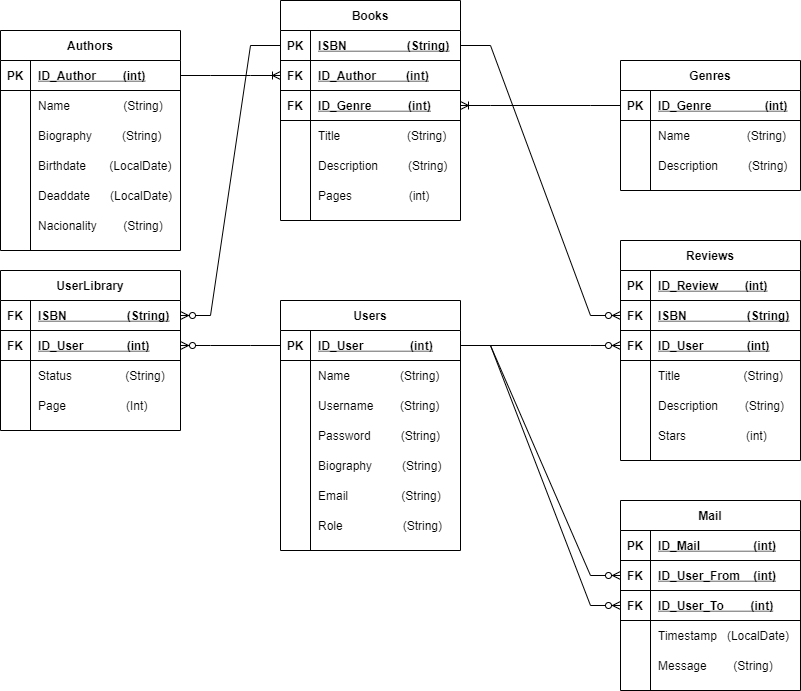 Authors
PK ID_Author (int)
Name (String)
Biography (String)
Birthdate (LocalDate)
Deaddate (LocalDate)
Nacionality (String)
Books
PK ISBN (String)
FK ID_Author (int)
FK ID_Genre (int)
Title (String)
Description (String)
Pages (int)
Genres
PK ID_Genre (int)
Name (String)
Description (String)
UserLibrary
FK ISBN (String)
FK ID_User (int)
Status (String)
Page (Int)
Users
PK ID_User (int)
Name (String)
Username (String)
Password (String)
Biography (String)
Email (String)
Role (String)
Reviews
PK ID_Review (int)
FK ISBN (String)
FK ID_User (int)
Title (String)
Description (String)
Stars (int)
Mail
PK ID_Mail (int)
FK ID_User_From (int)
FK ID_User_To (int)
Timestamp (LocalDate)
Message (String)